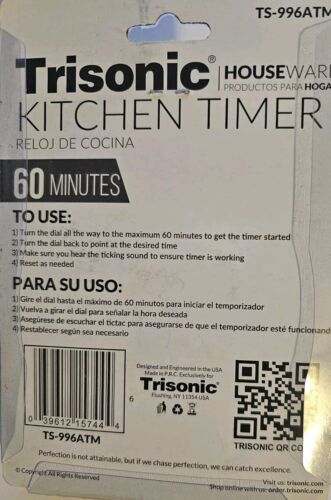 TS-996ATM
Trisonic® | HOUSEWAR
PRODUCTOS PARA HOGA
KITCHEN TIMER
RELOJ DE COCINA
60 MINUTES
TO USE:
1) Turn the dial all the way to the maximum 60 minutes to get the timer started
2) Turn the dial back to point at the desired time
3) Make sure you hear the ticking sound to ensure timer is working
4) Reset as needed
PARA SU USO:
1) Gire el dial hasta el máximo de 60 minutos para iniciar el temporizador
2) Vuelva a girar el dial para señalar la hora deseada
3) Asegúrese de escuchar el tictac para asegurarse de que el temporizador esté funcionand
4) Restablecer según sea necesario
Designed and Engineered in the USA
Made in P.R.C. Exclusively for
Trisonic®
Flushing, NY 11354 USA
0 39612 15744 4
6
TS-996ATM
TRISONIC QR CO
Perfection is not attainable, but if we chase perfection, we can catch excellence.
© Copyright All Rights Reserved
Visit us: trisonic.com
Shop online with us: order.trisonic.com